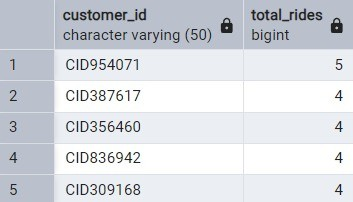 customer_id total_rides
character varying (50) bigint
1 CID954071 5
2 CID387617 4
3 CID356460 4
4 CID836942 4
5 CID309168 4